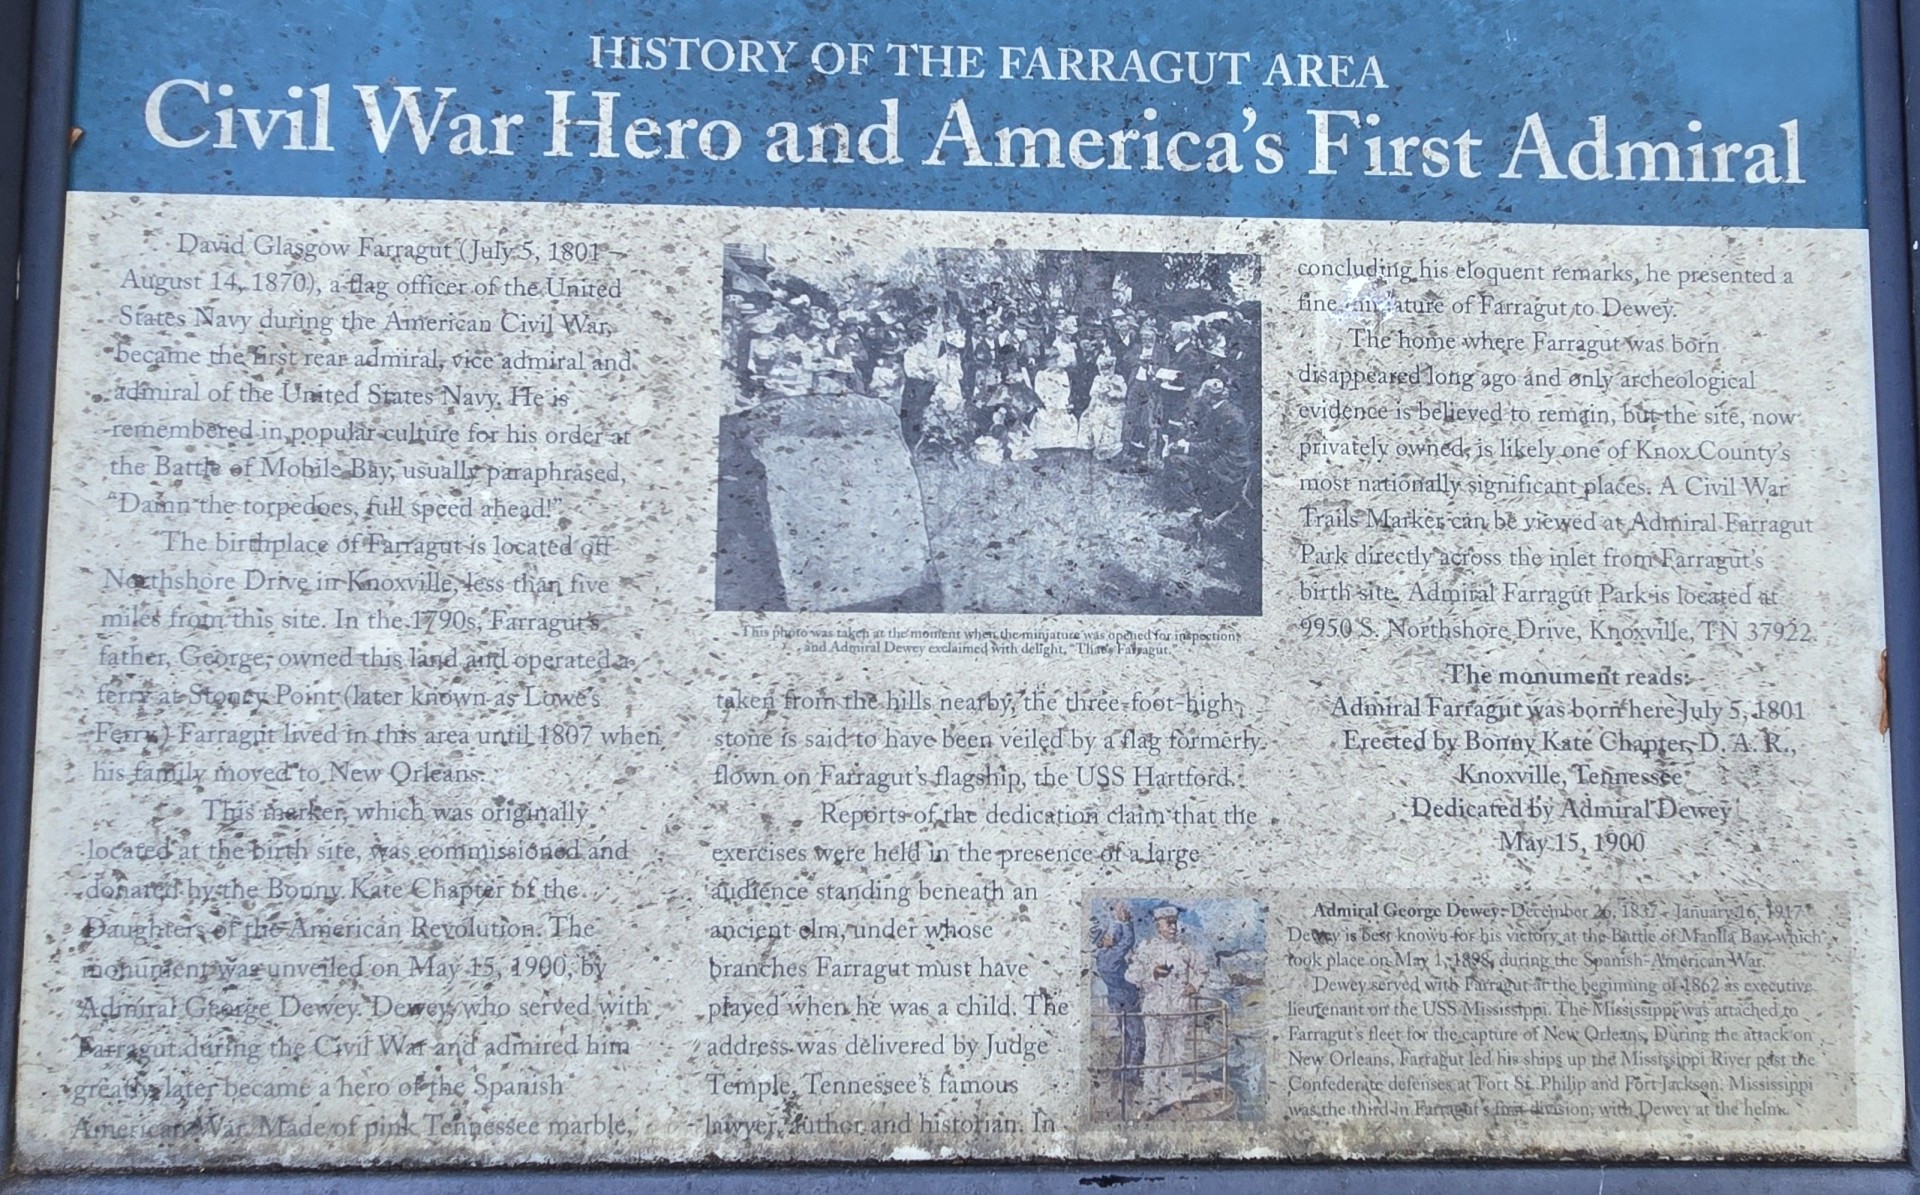 HISTORY OF THE FARRAGUT AREA
Civil War Hero and America's First Admiral
David Glasgow Farragut (July 5, 1801 –
August 14, 1870), a flag officer of the United
States Navy during the American Civil War,
became the first rear admiral, vice admiral and
admiral of the United States Navy. He is
remembered in popular culture for his order at
the Battle of Mobile Bay, usually paraphrased,
"Damn the torpedoes, full speed ahead!"
The birthplace of Farragut is located off
Northshore Drive in Knoxville, less than five
miles from this site. In the 1790s, Farragut's
father, George, owned this land and operated a
ferry at Stoney Point (later known as Lowe's
Ferry.) Farragut lived in this area until 1807 when
his family moved to New Orleans.
This marker, which was originally
located at the birth site, was commissioned and
donated by the Bonny Kate Chapter of the
Daughters of the American Revolution. The
monument was unveiled on May 15, 1900, by
Admiral George Dewey. Dewey, who served with
Farragut during the Civil War and admired him
greatly, later became a hero of the Spanish
American War. Made of pink Tennessee marble,
This photo was taken at the moment when the miniature was opened for inspection,
and Admiral Dewey exclaimed with delight, "That's Farragut."
taken from the hills nearby, the three-foot-high
stone is said to have been veiled by a flag formerly
flown on Farragut's flagship, the USS Hartford.
Reports of the dedication claim that the
exercises were held in the presence of a large
audience standing beneath an
ancient elm, under whose
branches Farragut must have
played when he was a child. The
address was delivered by Judge
Temple, Tennessee's famous
lawyer, author and historian. In
concluding his eloquent remarks, he presented a
fine miniature of Farragut to Dewey.
The home where Farragut was born
disappeared long ago and only archeological
evidence is believed to remain, but the site, now
privately owned, is likely one of Knox County's
most nationally significant places. A Civil War
Trails Marker can be viewed at Admiral Farragut
Park directly across the inlet from Farragut's
birth site. Admiral Farragut Park is located at
9950 S. Northshore Drive, Knoxville, TN 37922.
The monument reads:
Admiral Farragut was born here July 5, 1801
Erected by Bonny Kate Chapter, D. A. R.,
Knoxville, Tennessee
Dedicated by Admiral Dewey
May 15, 1900
Admiral George Dewey: December 26, 1837 - January 16, 1917
Dewey is best known for his victory at the Battle of Manila Bay which
took place on May 1, 1898, during the Spanish-American War.
Dewey served with Farragut at the beginning of 1862 as executive
lieutenant on the USS Mississippi. The Mississippi was attached to
Farragut's fleet for the capture of New Orleans. During the attack on
New Orleans, Farragut led his ships up the Mississippi River past the
Confederate defenses at Fort St. Philip and Fort Jackson. Mississippi
was the third in Farragut's first division, with Dewey at the helm.